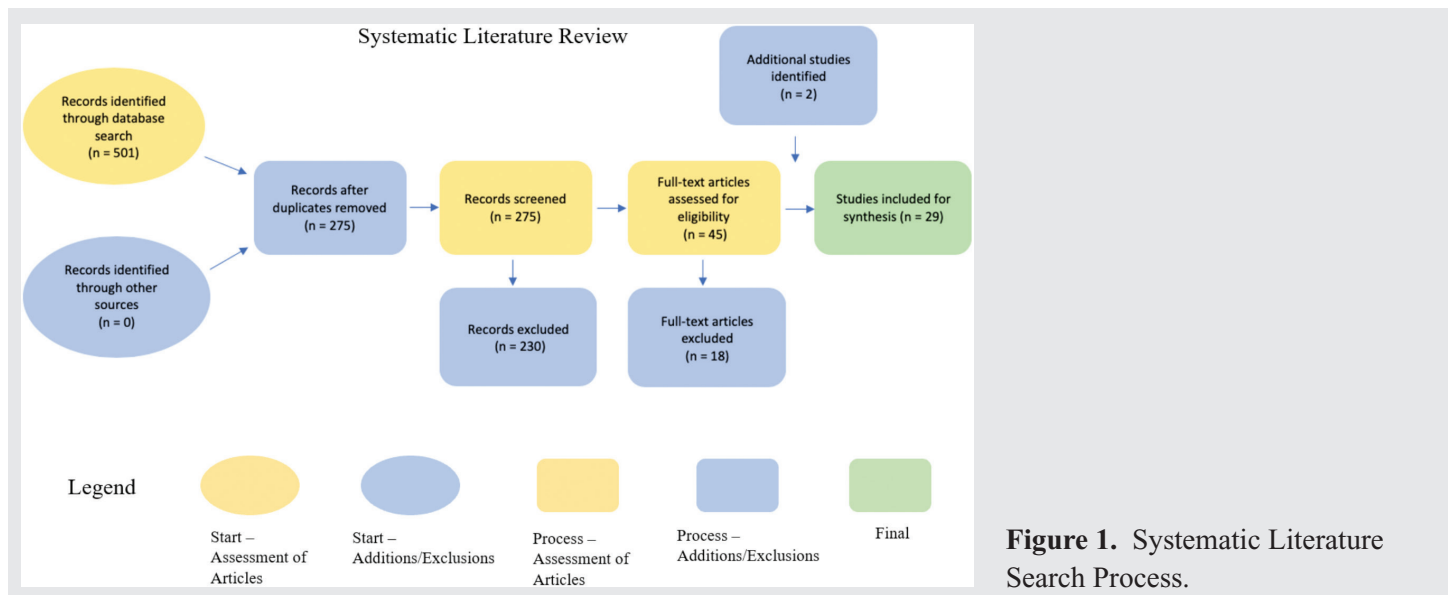 Systematic Literature Review
Additional studies
identified
(n = 2)
Records identified
through database
search
(n = 501)
Records after
duplicates removed
(n = 275)
Records screened
(n = 275)
Full-text articles
assessed for
eligibility
(n = 45)
Studies included for
synthesis (n = 29)
Records identified
through other
sources
(n = 0)
Records excluded
(n = 230)
Full-text articles
excluded
(n = 18)
Legend
Start –
Assessment of
Articles
Start –
Additions/Exclusions
Process –
Assessment of
Articles
Process –
Additions/Exclusions
Final
Figure 1. Systematic Literature
Search Process.